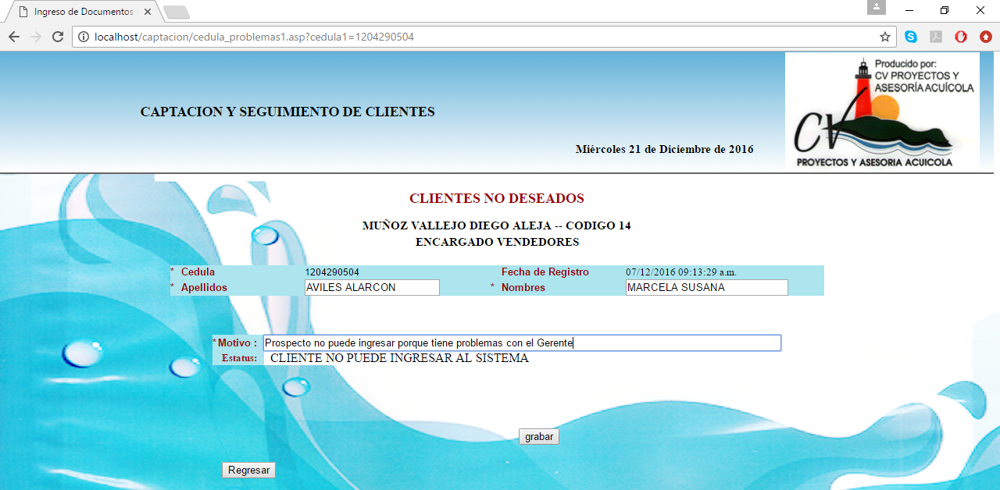 Ingreso de Documentos
localhost/captacion/cedula_problemas1.asp?cedula1=1204290504
Producido por:
CV PROYECTOS Y
ASESORÍA ACUÍCOLA
CAPTACION Y SEGUIMIENTO DE CLIENTES
CV
Miércoles 21 de Diciembre de 2016
PROYECTOS Y ASESORIA ACUICOLA
CLIENTES NO DESEADOS
MUÑOZ VALLEJO DIEGO ALEJA -- CODIGO 14
ENCARGADO VENDEDORES
* Cedula 1204290504 Fecha de Registro 07/12/2016 09:13:29 a.m.
* Apellidos AVILES ALARCON * Nombres MARCELA SUSANA
* Motivo : Prospecto no puede ingresar porque tiene problemas con el Gerente
Estatus: CLIENTE NO PUEDE INGRESAR AL SISTEMA
grabar
Regresar